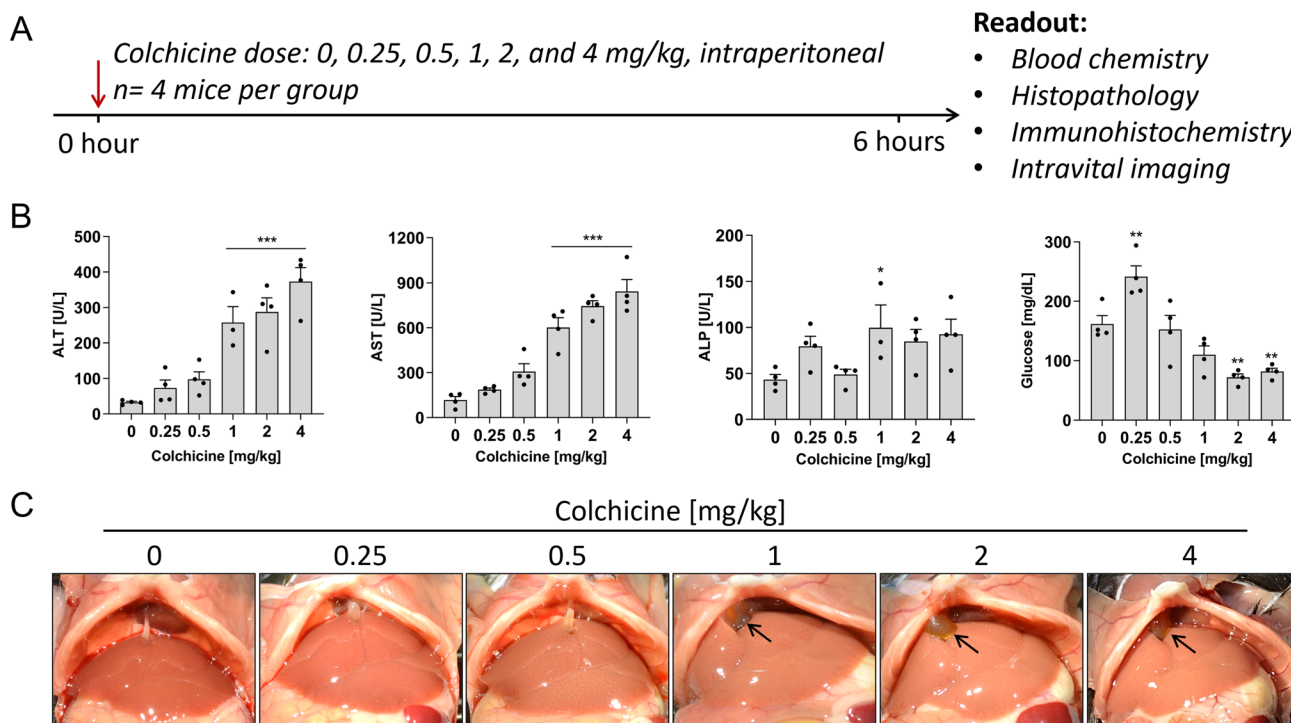 A
Colchicine dose: 0, 0.25, 0.5, 1, 2, and 4 mg/kg, intraperitoneal
n= 4 mice per group
0 hour
6 hours
Readout:
• Blood chemistry
• Histopathology
• Immunohistochemistry
• Intravital imaging
B
ALT [U/L]
500
400
300
200
100
0
***
0 0.25 0.5 1 2 4
Colchicine [mg/kg]
AST [U/L]
1200
900
600
300
0
***
0 0.25 0.5 1 2 4
Colchicine [mg/kg]
ALP [U/L]
200
150
100
50
0
*
0 0.25 0.5 1 2 4
Colchicine [mg/kg]
Glucose [mg/dL]
300
200
100
0
**
** **
0 0.25 0.5 1 2 4
Colchicine [mg/kg]
C
Colchicine [mg/kg]
0 0.25 0.5 1 2 4